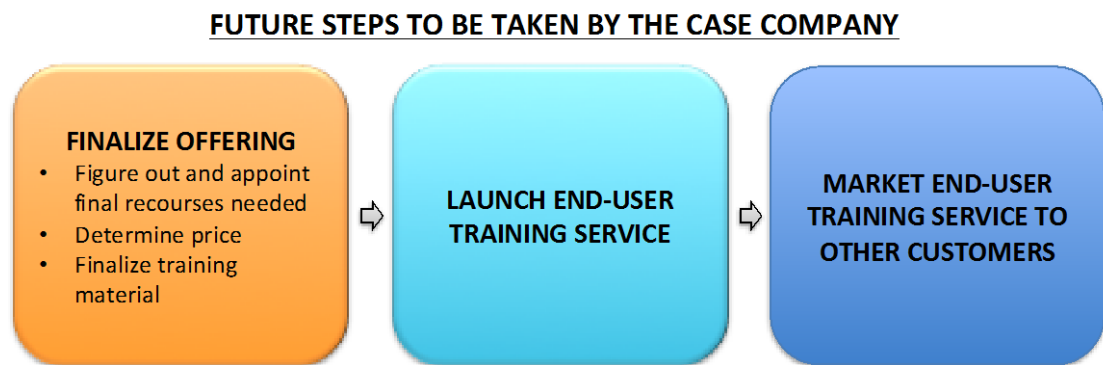 FUTURE STEPS TO BE TAKEN BY THE CASE COMPANY
FINALIZE OFFERING
• Figure out and appoint
final recourses needed
• Determine price
• Finalize training
material
LAUNCH END-USER
TRAINING SERVICE
MARKET END-USER
TRAINING SERVICE TO
OTHER CUSTOMERS